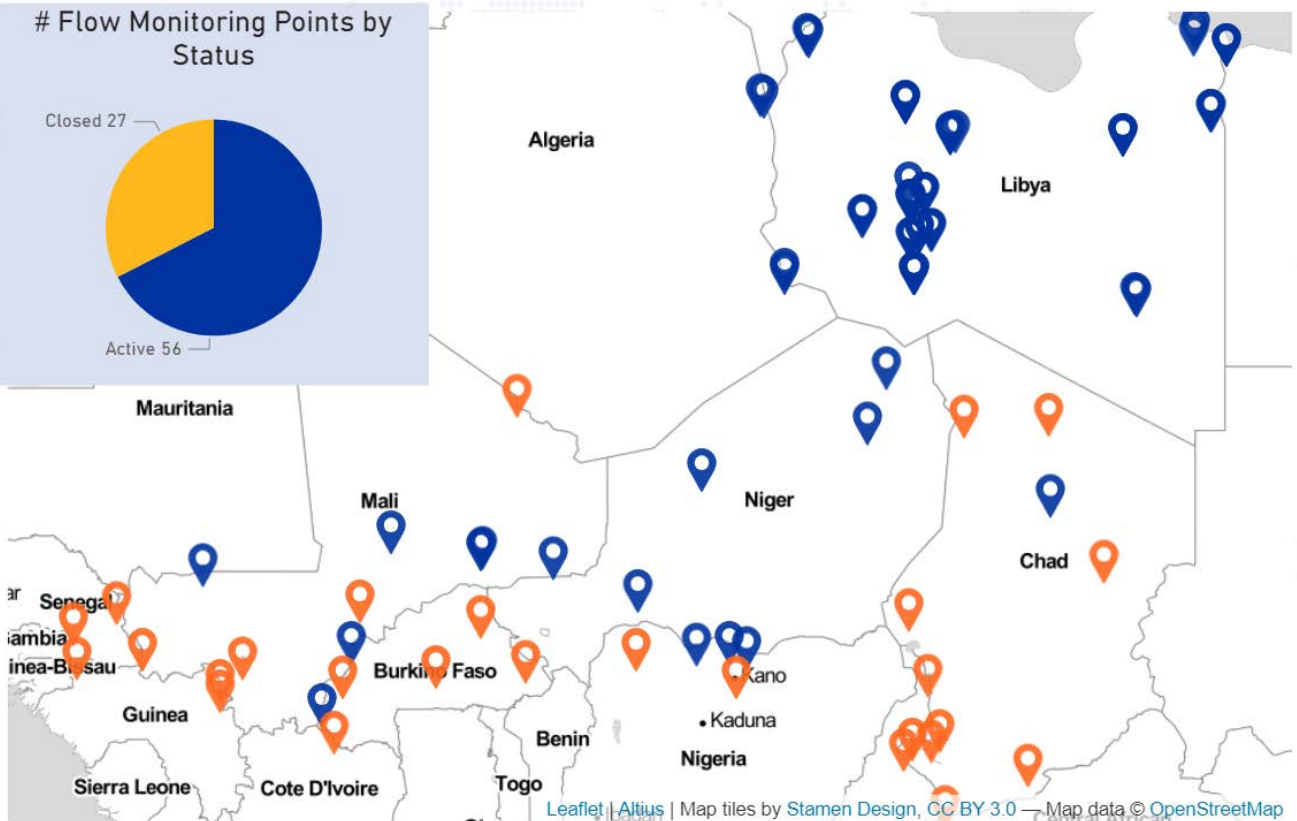 # Flow Monitoring Points by
Status
Closed 27
Active 56
Algeria
Libya
Mauritania
Mali
Niger
Chad
Senegal
Burkina Faso
Kano
Guinea
Kaduna
Benin
Nigeria
Sierra Leone
Cote D'Ivoire
Togo
Leaflet | Altius | Map tiles by Stamen Design, CC BY 3.0 — Map data © OpenStreetMap